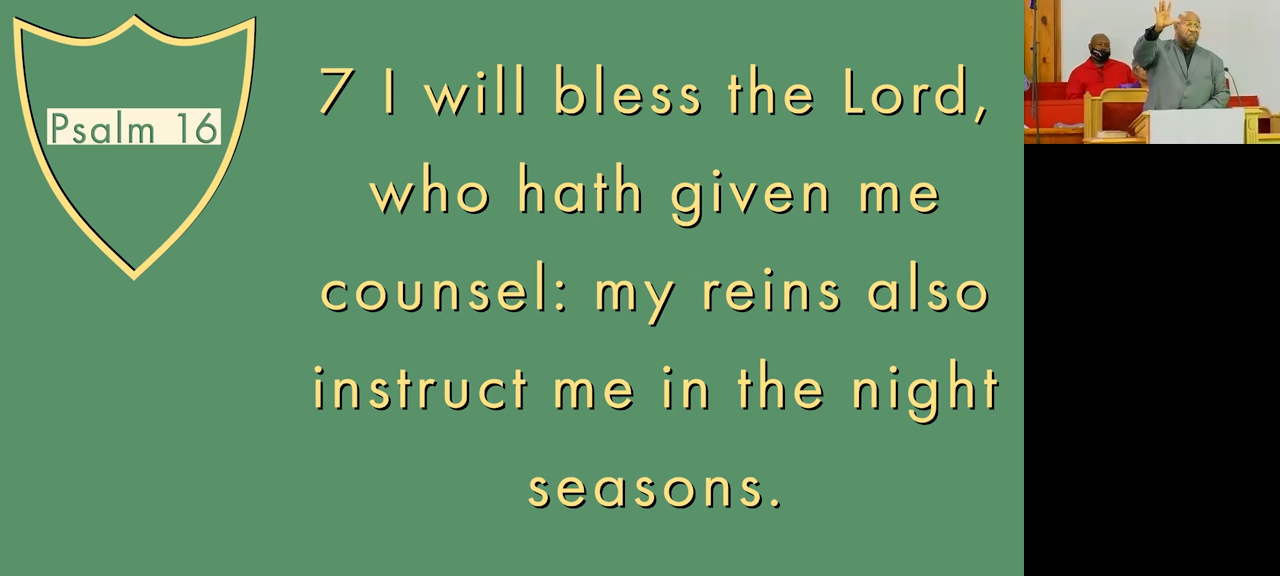 Psalm 16
7 I will bless the Lord,
who hath given me
counsel: my reins also
instruct me in the night
seasons.